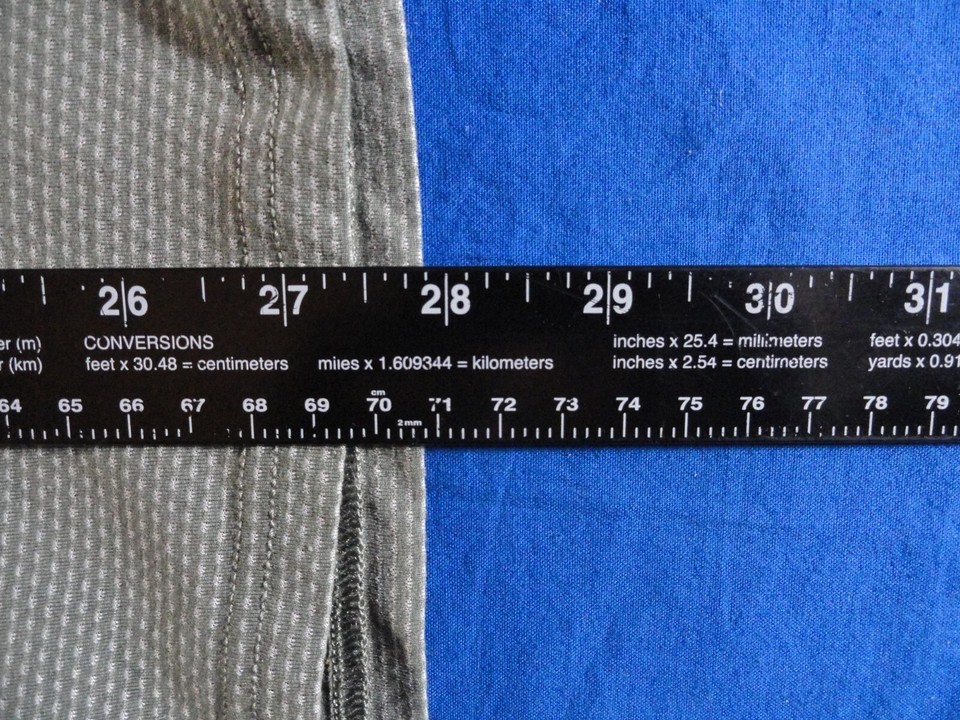 26 27 28 29 30 31
er (m) CONVERSIONS inches x 25.4 = millimeters feet x 0.304
r (km) feet x 30.48 = centimeters miles x 1.609344 = kilometers inches x 2.54 = centimeters yards x 0.91
cm
64 65 66 67 68 69 70 71 72 73 74 75 76 77 78 79
2mm